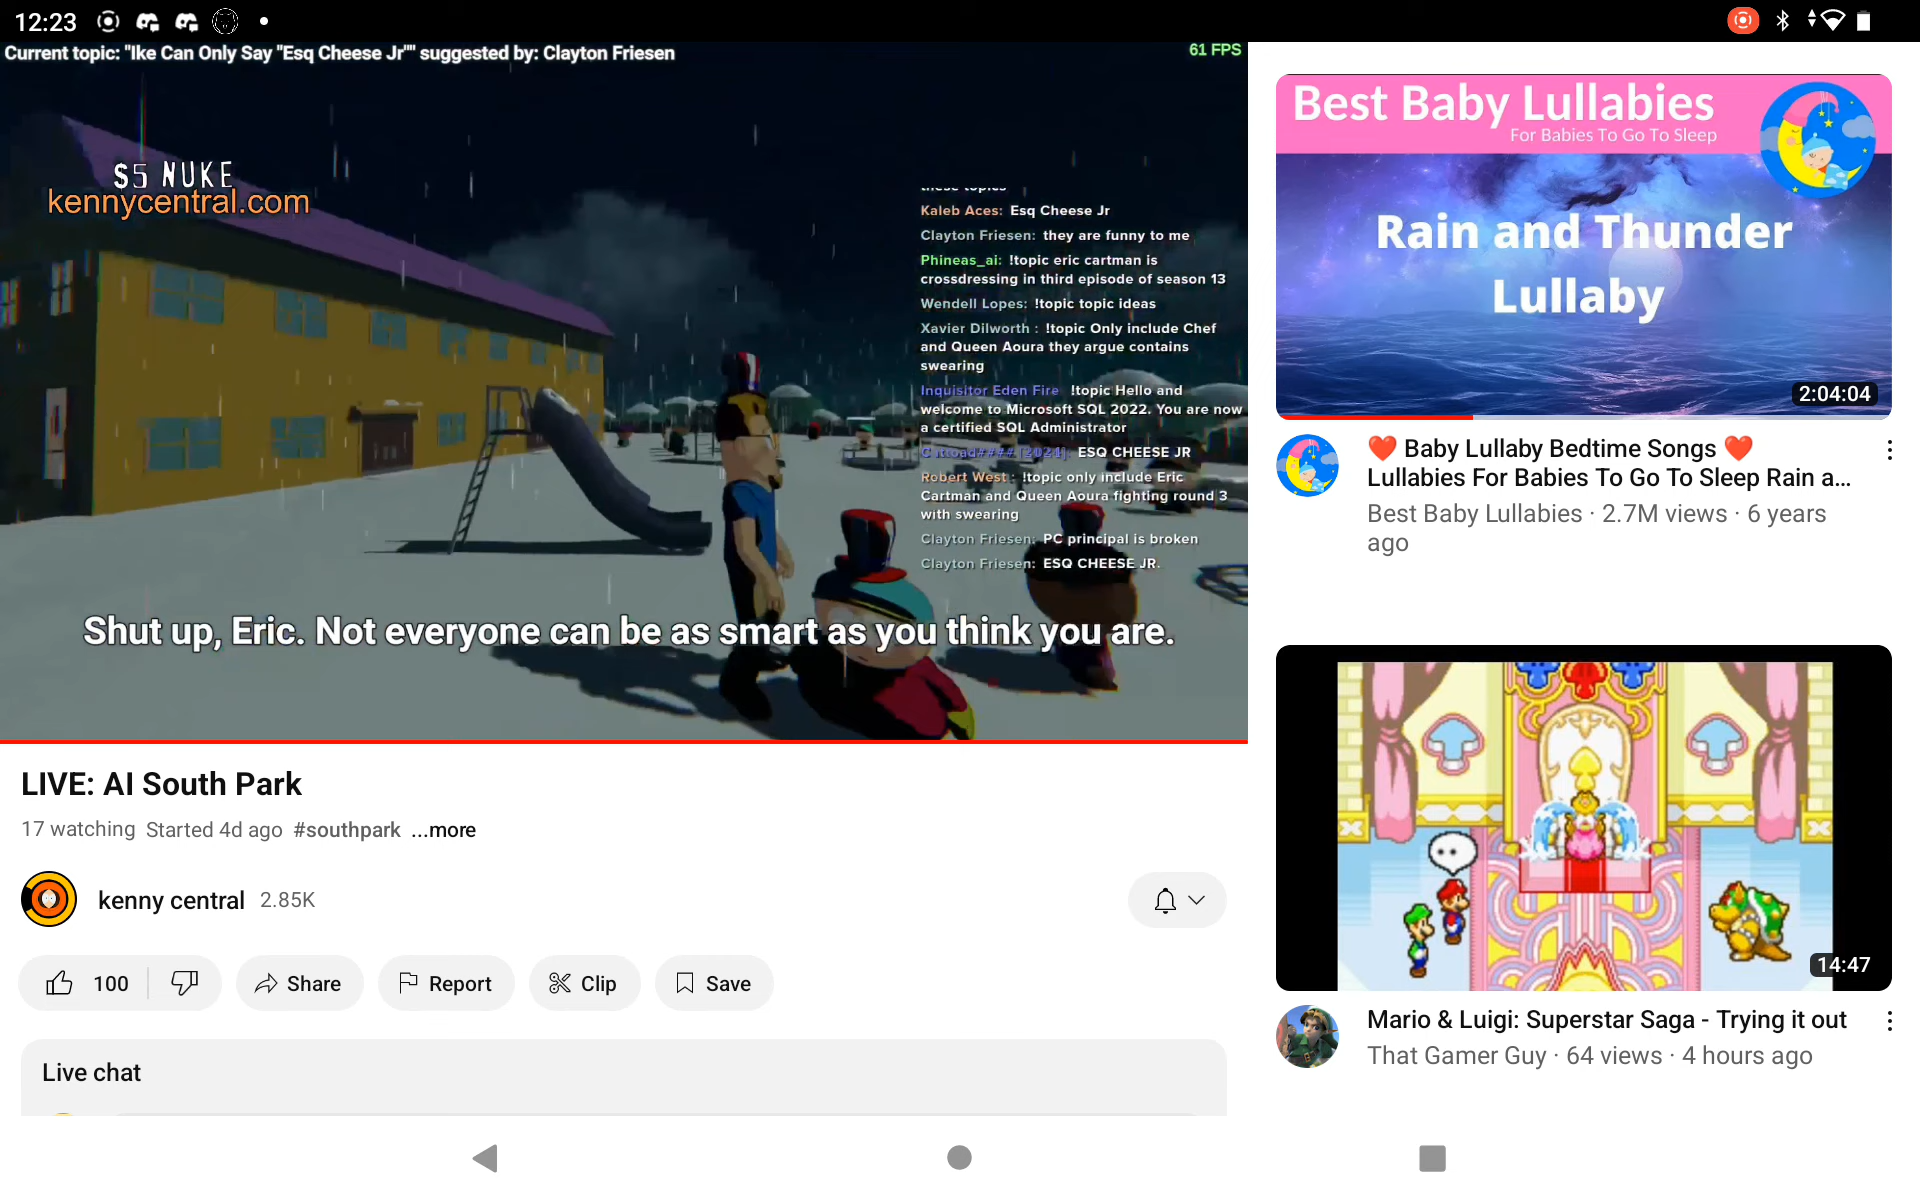 12:23
Current topic: "Ike Can Only Say "Esq Cheese Jr"" suggested by: Clayton Friesen
61 FPS
$5 NUKE
kennycentral.com
these topics
Kaleb Aces: Esq Cheese Jr
Clayton Friesen: they are funny to me
Phineas_ai: !topic eric cartman is
crossdressing in third episode of season 13
Wendell Lopes: !topic topic ideas
Xavier Dilworth : !topic Only include Chef
and Queen Aoura they argue contains
swearing
Inquisitor Eden Fire !topic Hello and
welcome to Microsoft SQL 2022. You are now
a certified SQL Administrator
ESQ CHEESE JR
Robert West : !topic only include Eric
Cartman and Queen Aoura fighting round 3
with swearing
Clayton Friesen: PC principal is broken
Clayton Friesen: ESQ CHEESE JR.
Shut up, Eric. Not everyone can be as smart as you think you are.
LIVE: AI South Park
17 watching Started 4d ago #southpark ...more
kenny central 2.85K
100
Share
Report
Clip
Save
Live chat
Best Baby Lullabies
For Babies To Go To Sleep
Rain and Thunder
Lullaby
2:04:04
❤️ Baby Lullaby Bedtime Songs ❤️
Lullabies For Babies To Go To Sleep Rain a...
Best Baby Lullabies · 2.7M views · 6 years
ago
14:47
Mario & Luigi: Superstar Saga - Trying it out
That Gamer Guy · 64 views · 4 hours ago